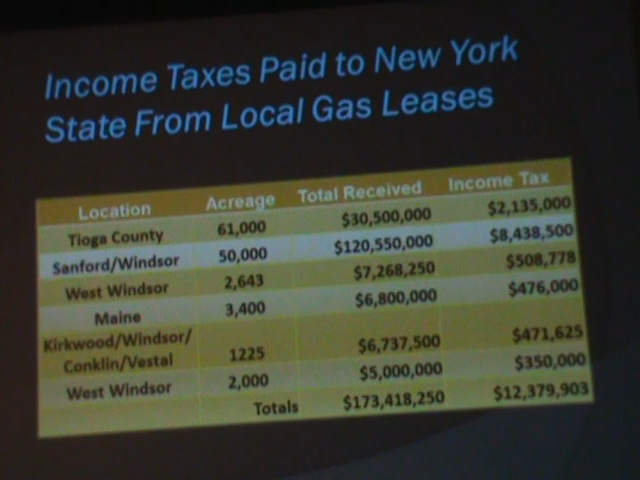 Income Taxes Paid to New York
State From Local Gas Leases
Location Acreage Total Received Income Tax
Tioga County 61,000 $30,500,000 $2,135,000
Sanford/Windsor 50,000 $120,550,000 $8,438,500
West Windsor 2,643 $7,268,250 $508,778
Maine 3,400 $6,800,000 $476,000
Kirkwood/Windsor/
Conklin/Vestal 1225 $6,737,500 $471,625
West Windsor 2,000 $5,000,000 $350,000
Totals $173,418,250 $12,379,903